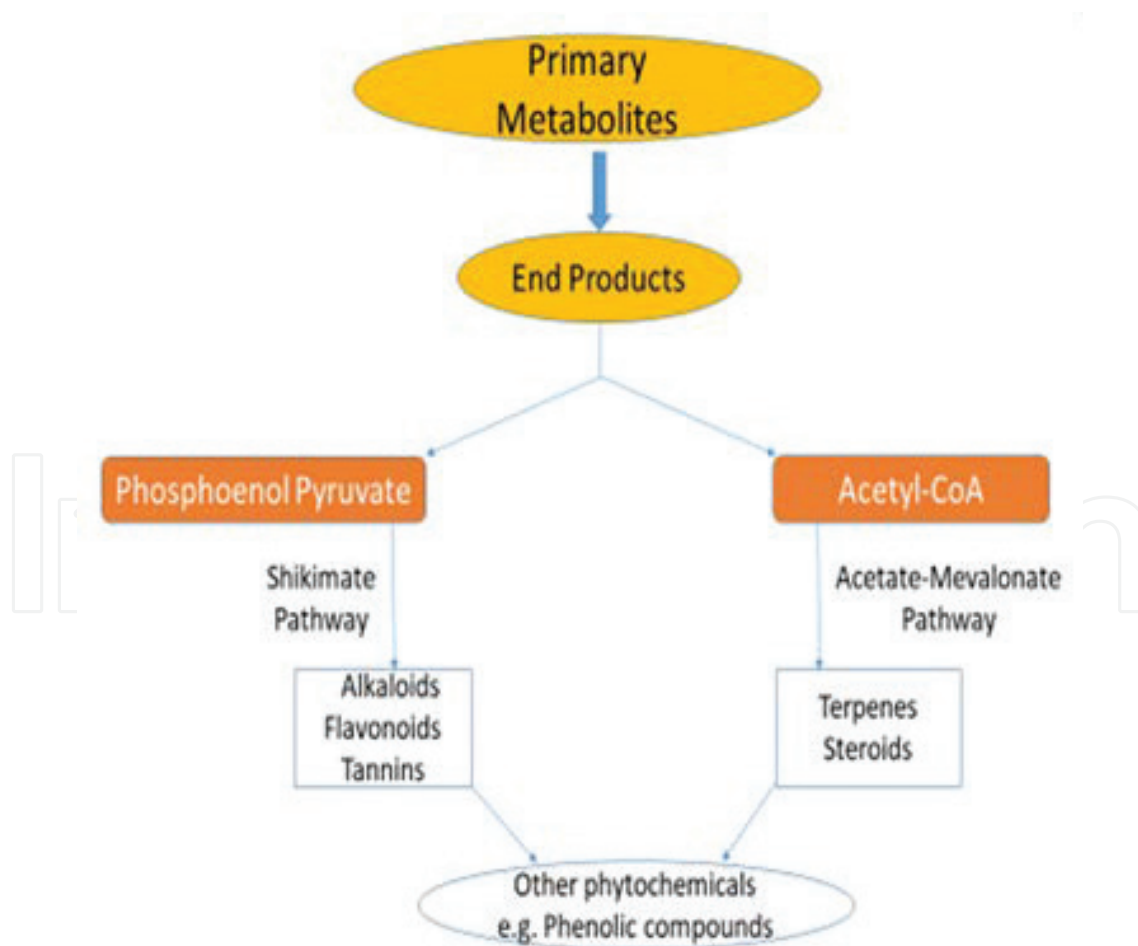 Primary
Metabolites
End Products
Phosphoenol Pyruvate
Acetyl-CoA
Shikimate
Pathway
Acetate-Mevalonate
Pathway
Alkaloids
Flavonoids
Tannins
Terpenes
Steroids
Other phytochemicals
e.g. Phenolic compounds